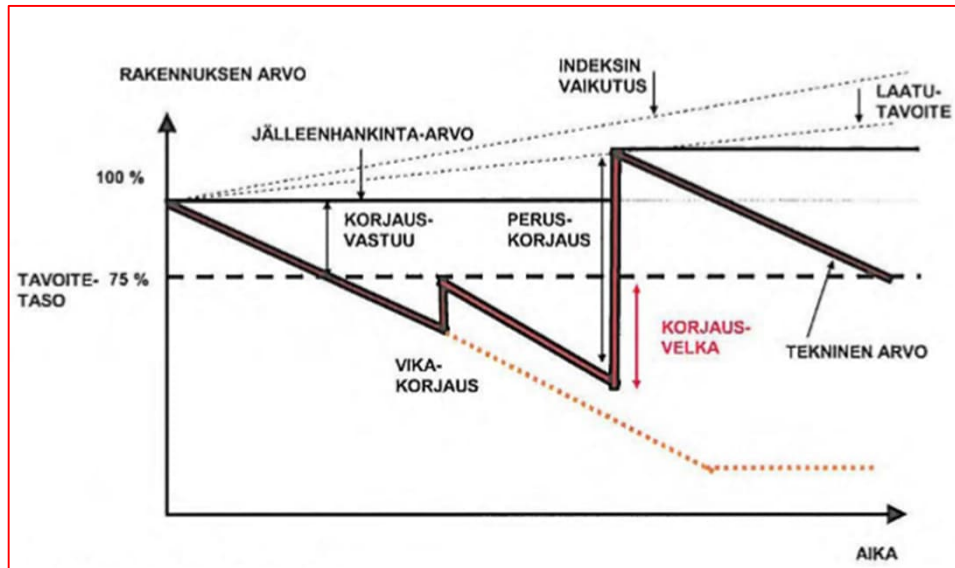 RAKENNUKSEN ARVO
INDEKSIN
VAIKUTUS
LAATU-
TAVOITE
JÄLLEENHANKINTA-ARVO
100 %
KORJAUS-
VASTUU
PERUS-
KORJAUS
TAVOITE-
TASO
75 %
VIKA-
KORJAUS
KORJAUS-
VELKA
TEKNINEN ARVO
AIKA